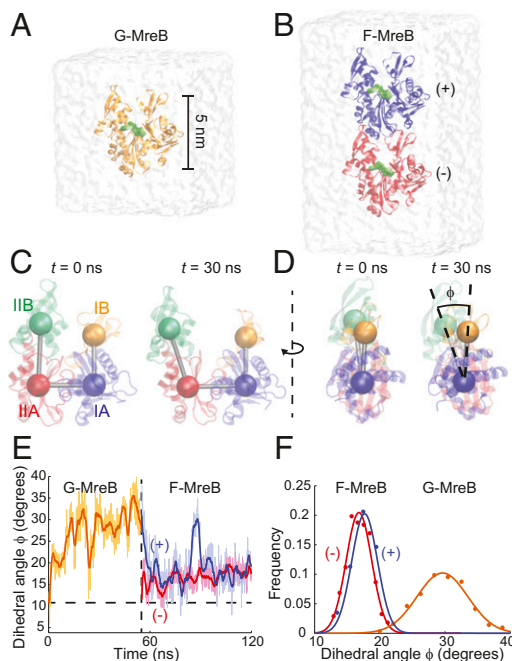 A
G-MreB
5 nm
B
F-MreB
(+)
(-)
C
t = 0 ns
t = 30 ns
IIB
IB
IIA
IA
D
t = 0 ns
t = 30 ns
ϕ
E
G-MreB
F-MreB
Dihedral angle ϕ (degrees)
40
35
30
25
20
15
10
5
0
(+)
(-)
0
60
120
Time (ns)
F
F-MreB
G-MreB
Frequency
0.2
0.15
0.1
0.05
0
(-)
(+)
10
20
30
40
Dihedral angle ϕ (degrees)